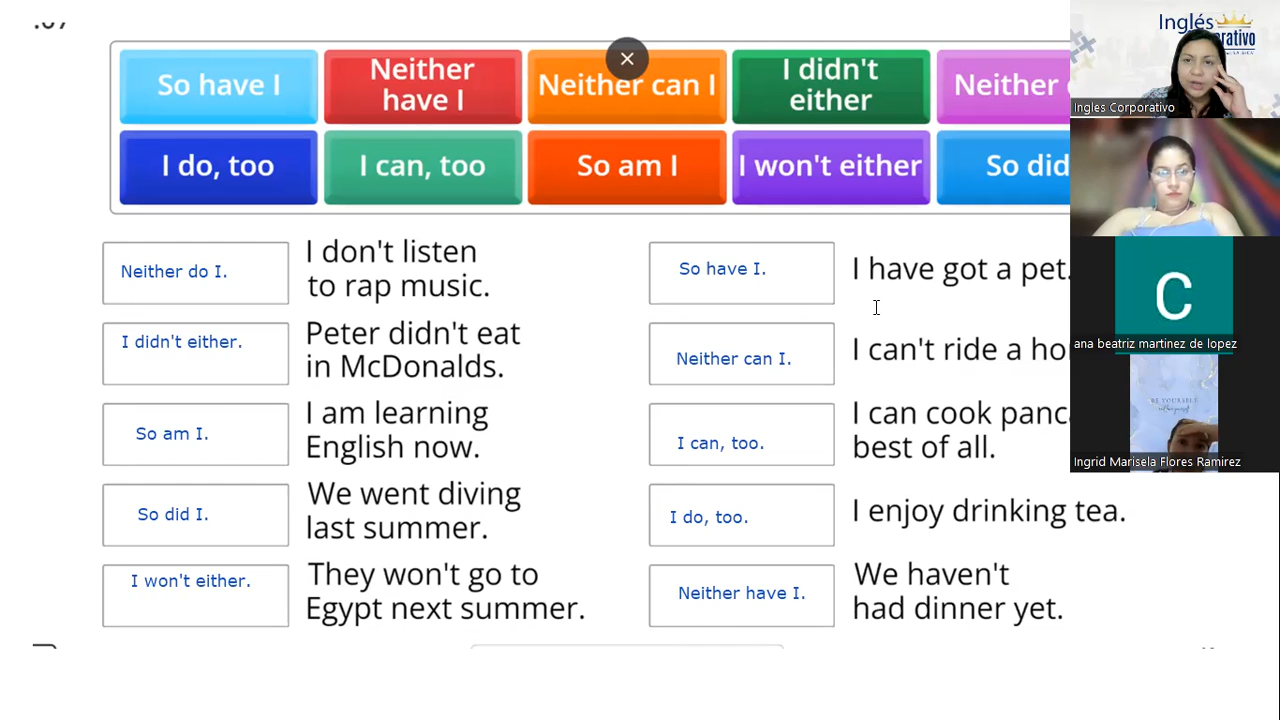 So have I
Neither
have I
Neither can I
I didn't
either
Neither
I do, too
I can, too
So am I
I won't either
So did
Neither do I.
I don't listen
to rap music.
I didn't either.
Peter didn't eat
in McDonalds.
So am I.
I am learning
English now.
So did I.
We went diving
last summer.
I won't either.
They won't go to
Egypt next summer.
So have I.
I have got a pet.
Neither can I.
I can't ride a
I can, too.
I can cook
best of all.
I do, too.
I enjoy drinking tea.
Neither have I.
We haven't
had dinner yet.
Inglés
Ingles Corporativo
C
ana beatriz martinez de lopez
BE YOURSELF
Ingrid Marisela Flores Ramirez